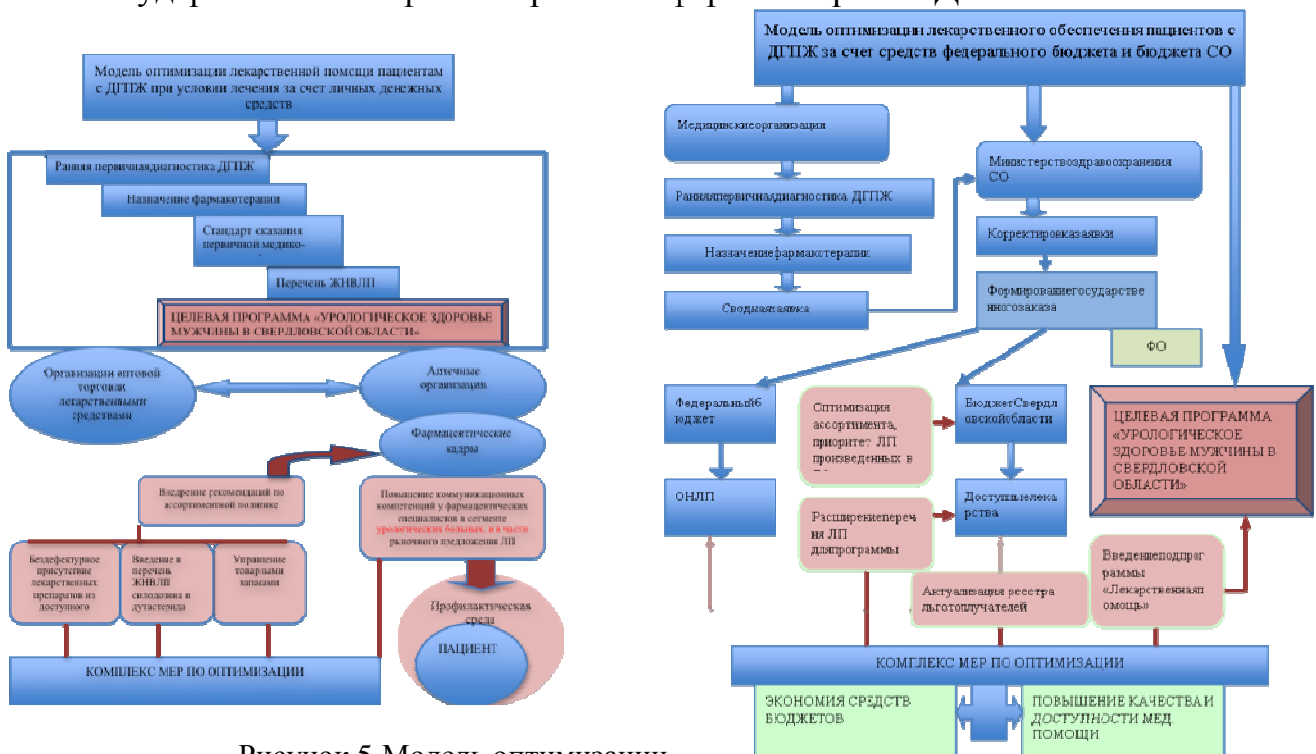 Модель оптимизации лекарственной помощи пациентам
с ДГПЖ при условии лечения за счет личных денежных
средств
Ранняя первичнаядиагностика ДГПЖ
Назначение фармакотерапии
Стандарт оказания
первичной медико-
Перечень ЖНВЛП
ЦЕЛЕВАЯ ПРОГРАММА «УРОЛОГИЧЕСКОЕ ЗДОРОВЬЕ
МУЖЧИНЫ В СВЕРДЛОВСКОЙ ОБЛАСТИ»
Организации оптовой
торговли
лекарственными
средствами
Аптечные
организации
Фармацевтические
кадры
Внедрение рекомендаций по
ассортиментной политике
Повышение коммуникационных
компетенций у фармацевтических
специалистов в сегменте
урологических больных, и в части
рыночного предложения ЛП
Бездефектурное
присутствие
лекарственных
препаратов из
доступного
Введение в
перечень
ЖНВЛП
силодозина и
дутастерида
Управление
товарными
запасами
Профилактическая
среда
ПАЦИЕНТ
КОМПЛЕКС МЕР ПО ОПТИМИЗАЦИИ
Модель оптимизации лекарственного обеспечения пациентов с
ДГПЖ за счет средств федерального бюджета и бюджета СО
Медицинскиеорганизации
Ранняяпервичнаядиагностика ДГПЖ
Назначениефармакотерапии
Своднаязаявка
Министерствоздравоохранения
СО
Корректировказаявки
Формированиегосударстве
нногозаказа
ФО
Федеральныйб
юджет
Оптимизация
ассортимента,
приоритет ЛП
произведенных в
БюджетСвердл
овскойобласти
ЦЕЛЕВАЯ ПРОГРАММА
«УРОЛОГИЧЕСКОЕ
ЗДОРОВЬЕ МУЖЧИНЫ В
СВЕРДЛОВСКОЙ
ОБЛАСТИ»
ОНЛП
Расширениепереч
ня ЛП
дляпрограммы
Доступныелека
рства
Актуализация реестра
льготополучателей
Введениеподпрог
раммы
«Лекарственнаяп
омощь»
КОМПЛЕКС МЕР ПО ОПТИМИЗАЦИИ
ЭКОНОМИЯ СРЕДСТВ
БЮДЖЕТОВ
ПОВЫШЕНИЕ КАЧЕСТВА И
ДОСТУПНОСТИ МЕД.
ПОМОЩИ
Рисунок 5 Модель оптимизации